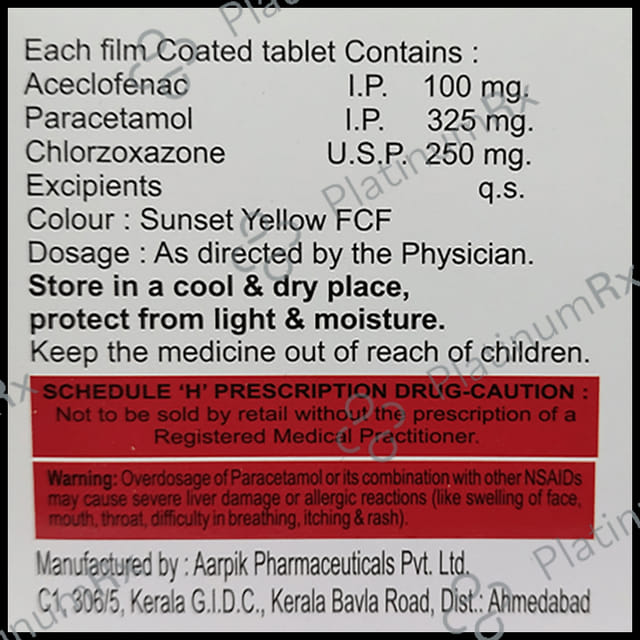 Each film Coated tablet Contains :
Aceclofenac I.P. 100 mg.
Paracetamol I.P. 325 mg.
Chlorzoxazone U.S.P. 250 mg.
Excipients q.s.
Colour : Sunset Yellow FCF
Dosage : As directed by the Physician.
Store in a cool & dry place,
protect from light & moisture.
Keep the medicine out of reach of children.
SCHEDULE 'H' PRESCRIPTION DRUG-CAUTION :
Not to be sold by retail without the prescription of a
Registered Medical Practitioner.
Warning: Overdosage of Paracetamol or its combination with other NSAIDs
may cause severe liver damage or allergic reactions (like swelling of face,
mouth, throat, difficulty in breathing, itching & rash).
Manufactured by : Aarpik Pharmaceuticals Pvt. Ltd.
C1, 306/5, Kerala G.I.D.C., Kerala Bavla Road, Dist.: Ahmedabad
PlatinumRx
PlatinumRx
PlatinumRx
PlatinumRx